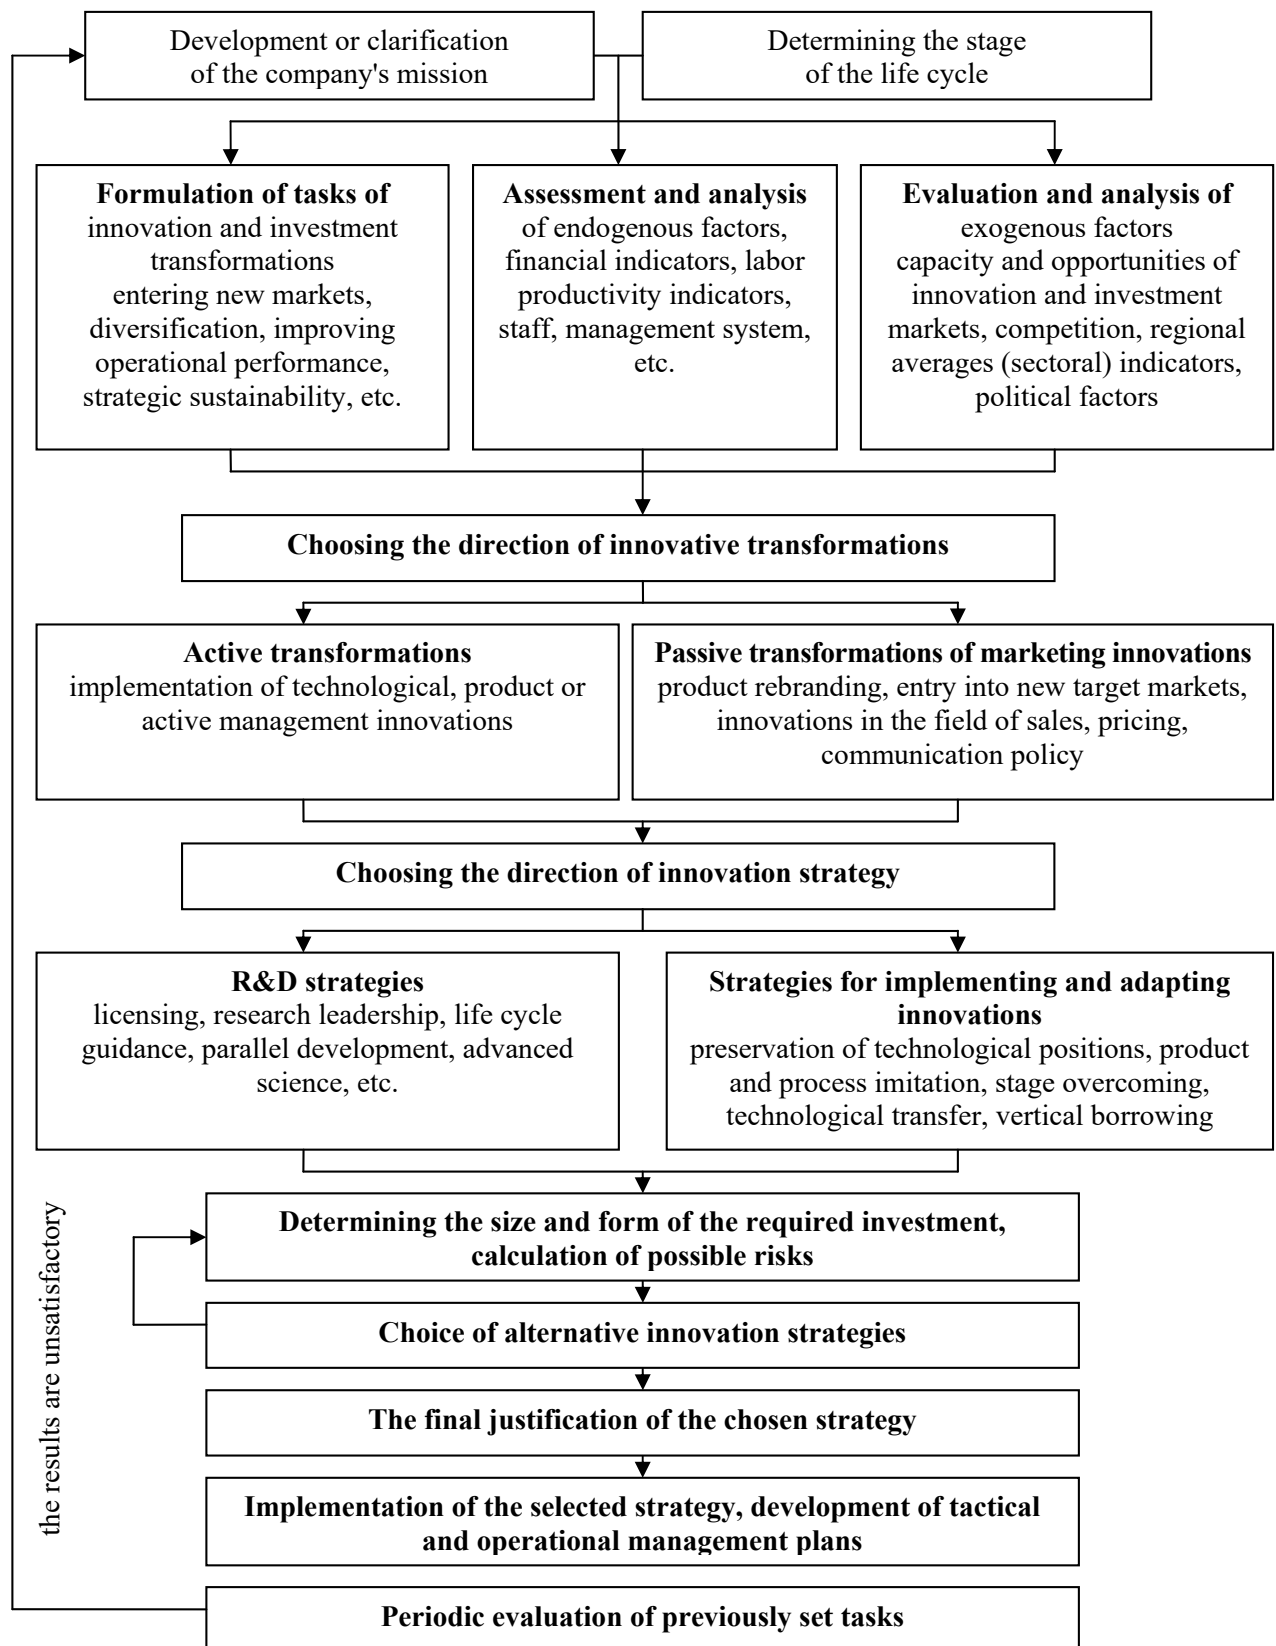 Development or clarification
of the company's mission
Determining the stage
of the life cycle
Formulation of tasks of
innovation and investment
transformations
entering new markets,
diversification, improving
operational performance,
strategic sustainability, etc.
Assessment and analysis
of endogenous factors,
financial indicators, labor
productivity indicators,
staff, management system,
etc.
Evaluation and analysis of
exogenous factors
capacity and opportunities of
innovation and investment
markets, competition, regional
averages (sectoral) indicators,
political factors
Choosing the direction of innovative transformations
Active transformations
implementation of technological, product or
active management innovations
Passive transformations of marketing innovations
product rebranding, entry into new target markets,
innovations in the field of sales, pricing,
communication policy
Choosing the direction of innovation strategy
R&D strategies
licensing, research leadership, life cycle
guidance, parallel development, advanced
science, etc.
Strategies for implementing and adapting
innovations
preservation of technological positions, product
and process imitation, stage overcoming,
technological transfer, vertical borrowing
Determining the size and form of the required investment,
calculation of possible risks
Choice of alternative innovation strategies
The final justification of the chosen strategy
Implementation of the selected strategy, development of tactical
and operational management plans
Periodic evaluation of previously set tasks
the results are unsatisfactory